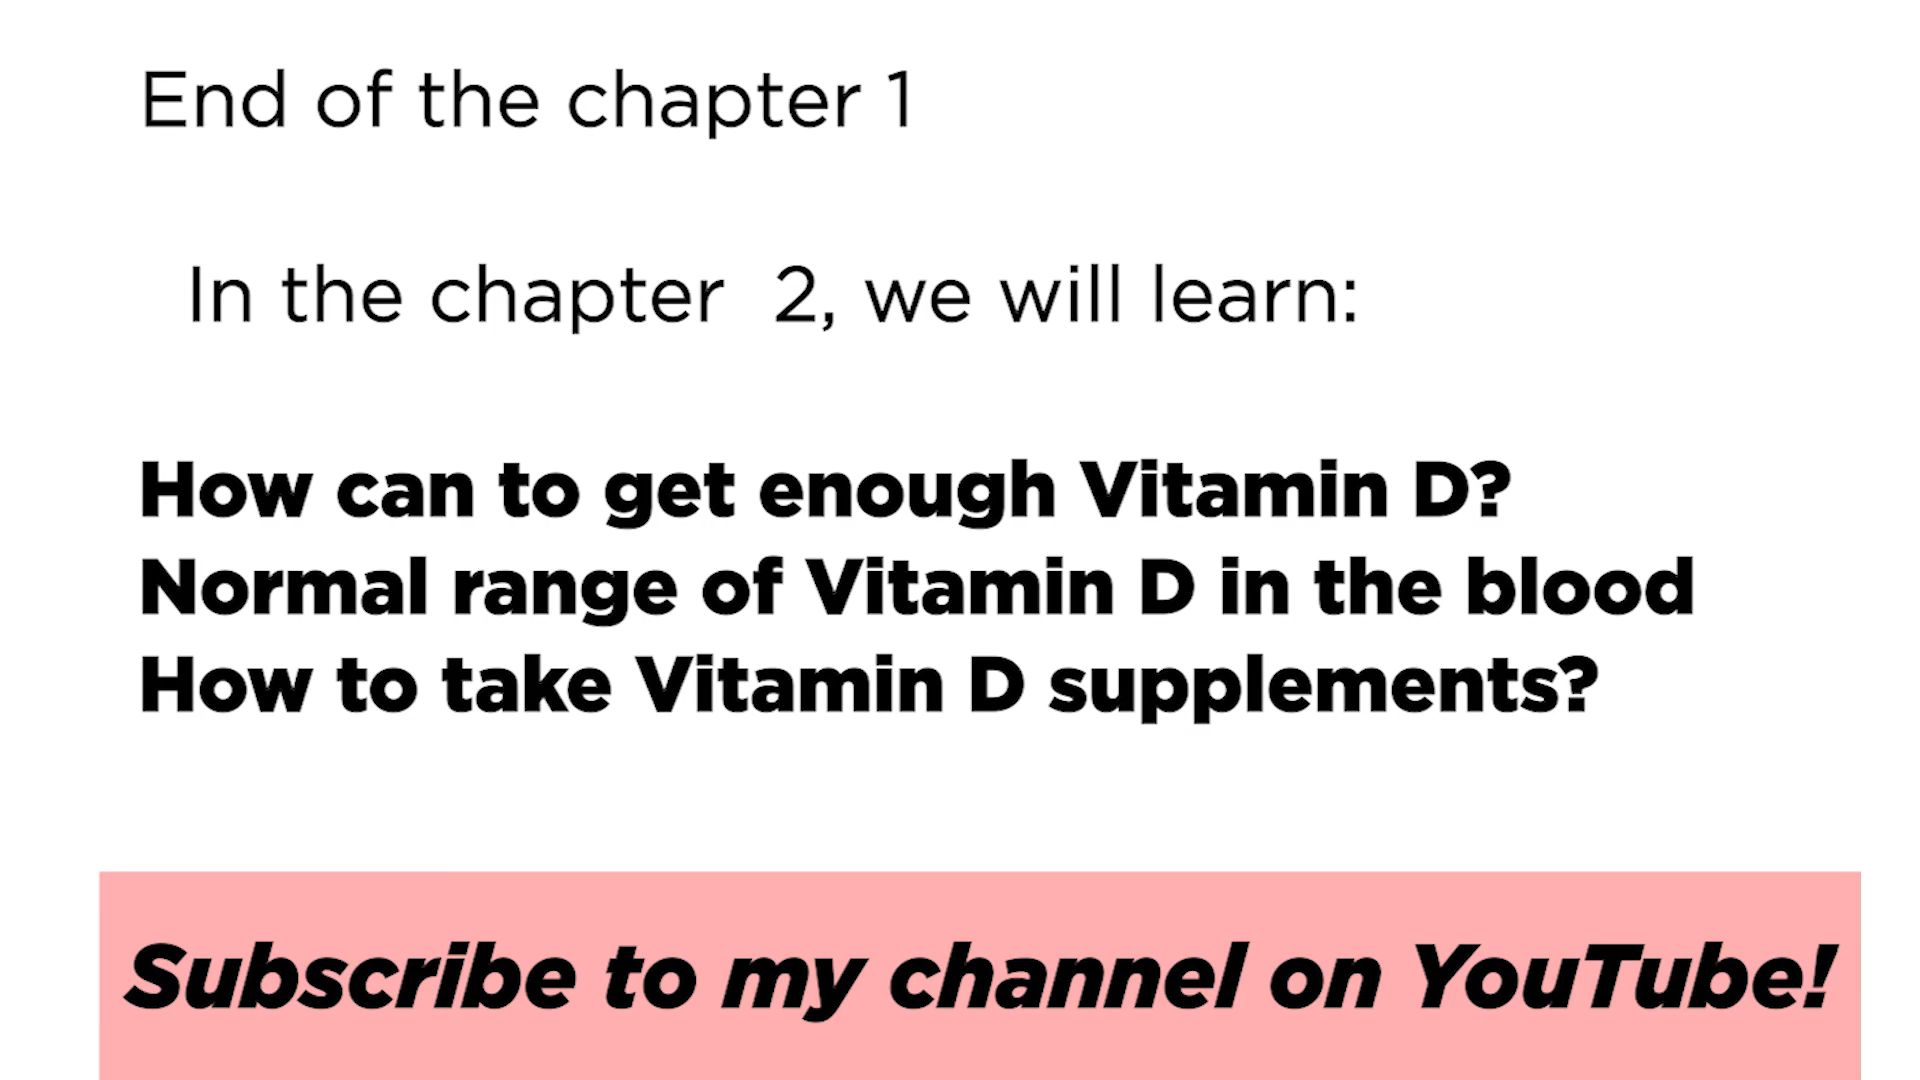 End of the chapter 1
In the chapter  2, we will learn:
How can to get enough Vitamin D?
Normal range of Vitamin D in the blood
How to take Vitamin D supplements?
Subscribe to my channel on YouTube!